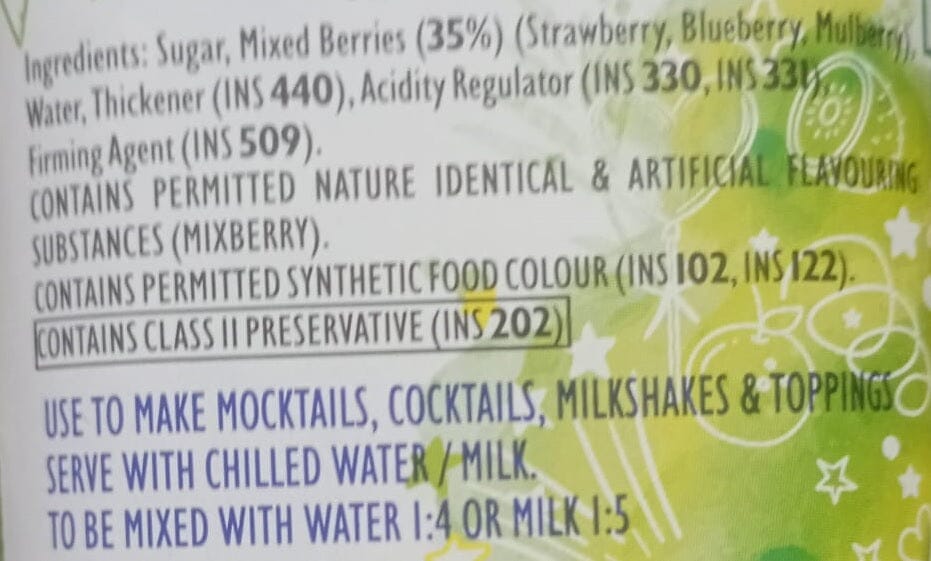 Ingredients: Sugar, Mixed Berries (35%) (Strawberry, Blueberry, Mulberry),
Water, Thickener (INS 440), Acidity Regulator (INS 330, INS 331),
Firming Agent (INS 509).
CONTAINS PERMITTED NATURE IDENTICAL & ARTIFICIAL FLAVOURING
SUBSTANCES (MIXBERRY).
CONTAINS PERMITTED SYNTHETIC FOOD COLOUR (INS 102, INS 122).
CONTAINS CLASS II PRESERVATIVE (INS 202)
USE TO MAKE MOCKTAILS, COCKTAILS, MILKSHAKES & TOPPINGS
SERVE WITH CHILLED WATER / MILK.
TO BE MIXED WITH WATER 1:4 OR MILK 1:5